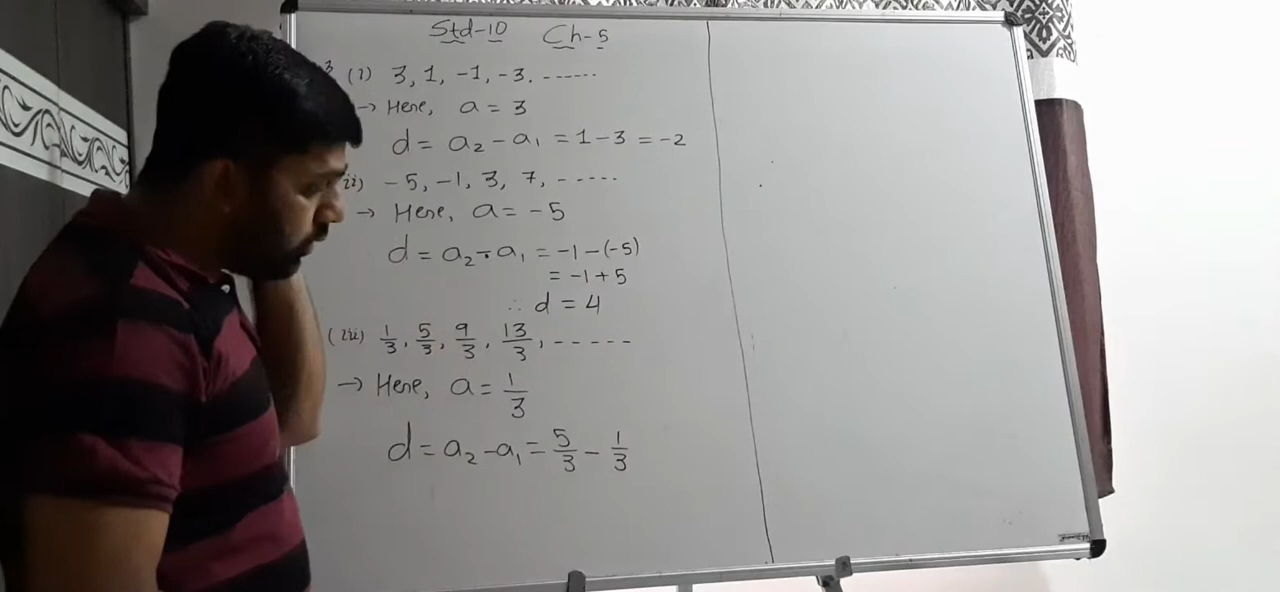 Std-10 Ch-5
3 (i) 3, 1, -1, -3. ------
→ Here, a = 3
d = a₂ - a₁ = 1 - 3 = -2
ii) -5, -1, 3, 7, ------
→ Here, a = -5
d = a₂ - a₁ = -1 - (-5)
= -1 + 5
∴ d = 4
(iii) 1/3, 5/3, 9/3, 13/3, ------
→ Here, a = 1/3
d = a₂ - a₁ = 5/3 - 1/3